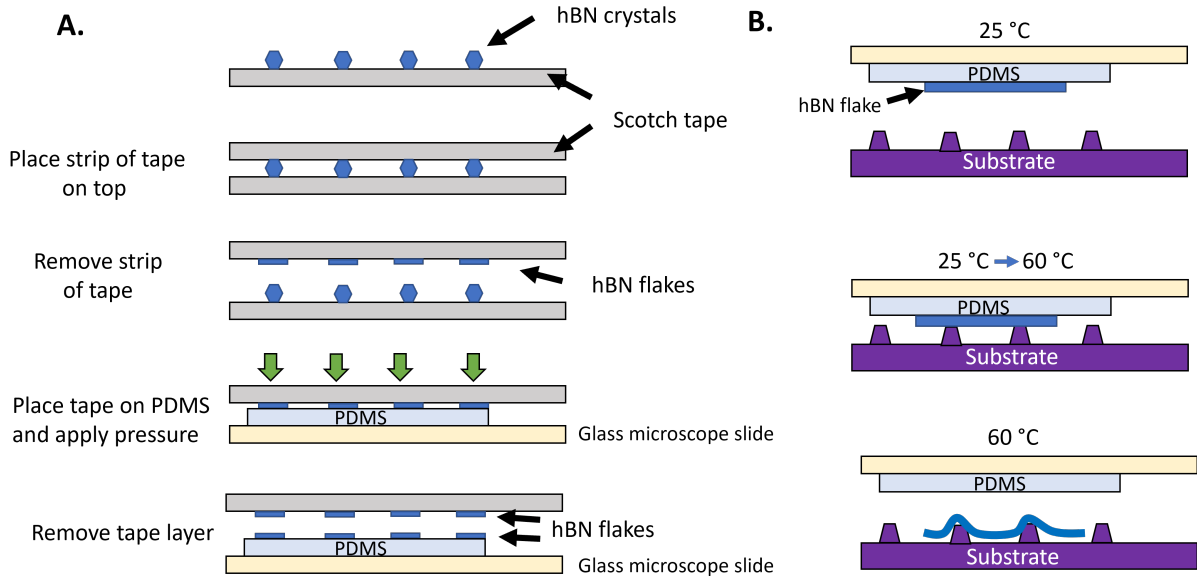 A.
hBN crystals
Scotch tape
Place strip of tape
on top
Remove strip
of tape
hBN flakes
Place tape on PDMS
and apply pressure
PDMS
Glass microscope slide
Remove tape layer
hBN flakes
PDMS
Glass microscope slide
B.
25 °C
PDMS
hBN flake
Substrate
25 °C 60 °C
PDMS
Substrate
60 °C
PDMS
Substrate